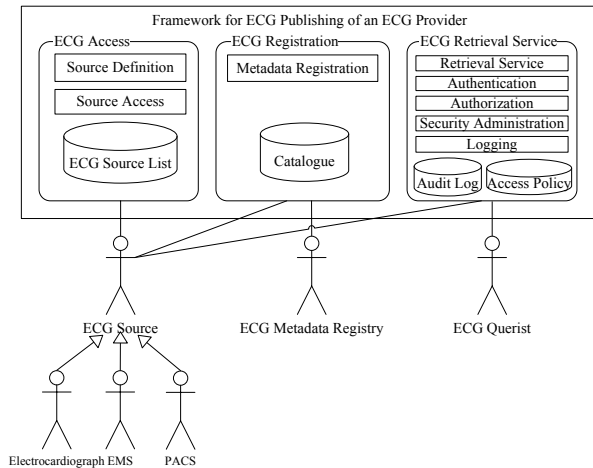 Framework for ECG Publishing of an ECG Provider
ECG Access
Source Definition
Source Access
ECG Source List
ECG Registration
Metadata Registration
Catalogue
ECG Retrieval Service
Retrieval Service
Authentication
Authorization
Security Administration
Logging
Audit Log
Access Policy
ECG Source
ECG Metadata Registry
ECG Querist
Electrocardiograph
EMS
PACS